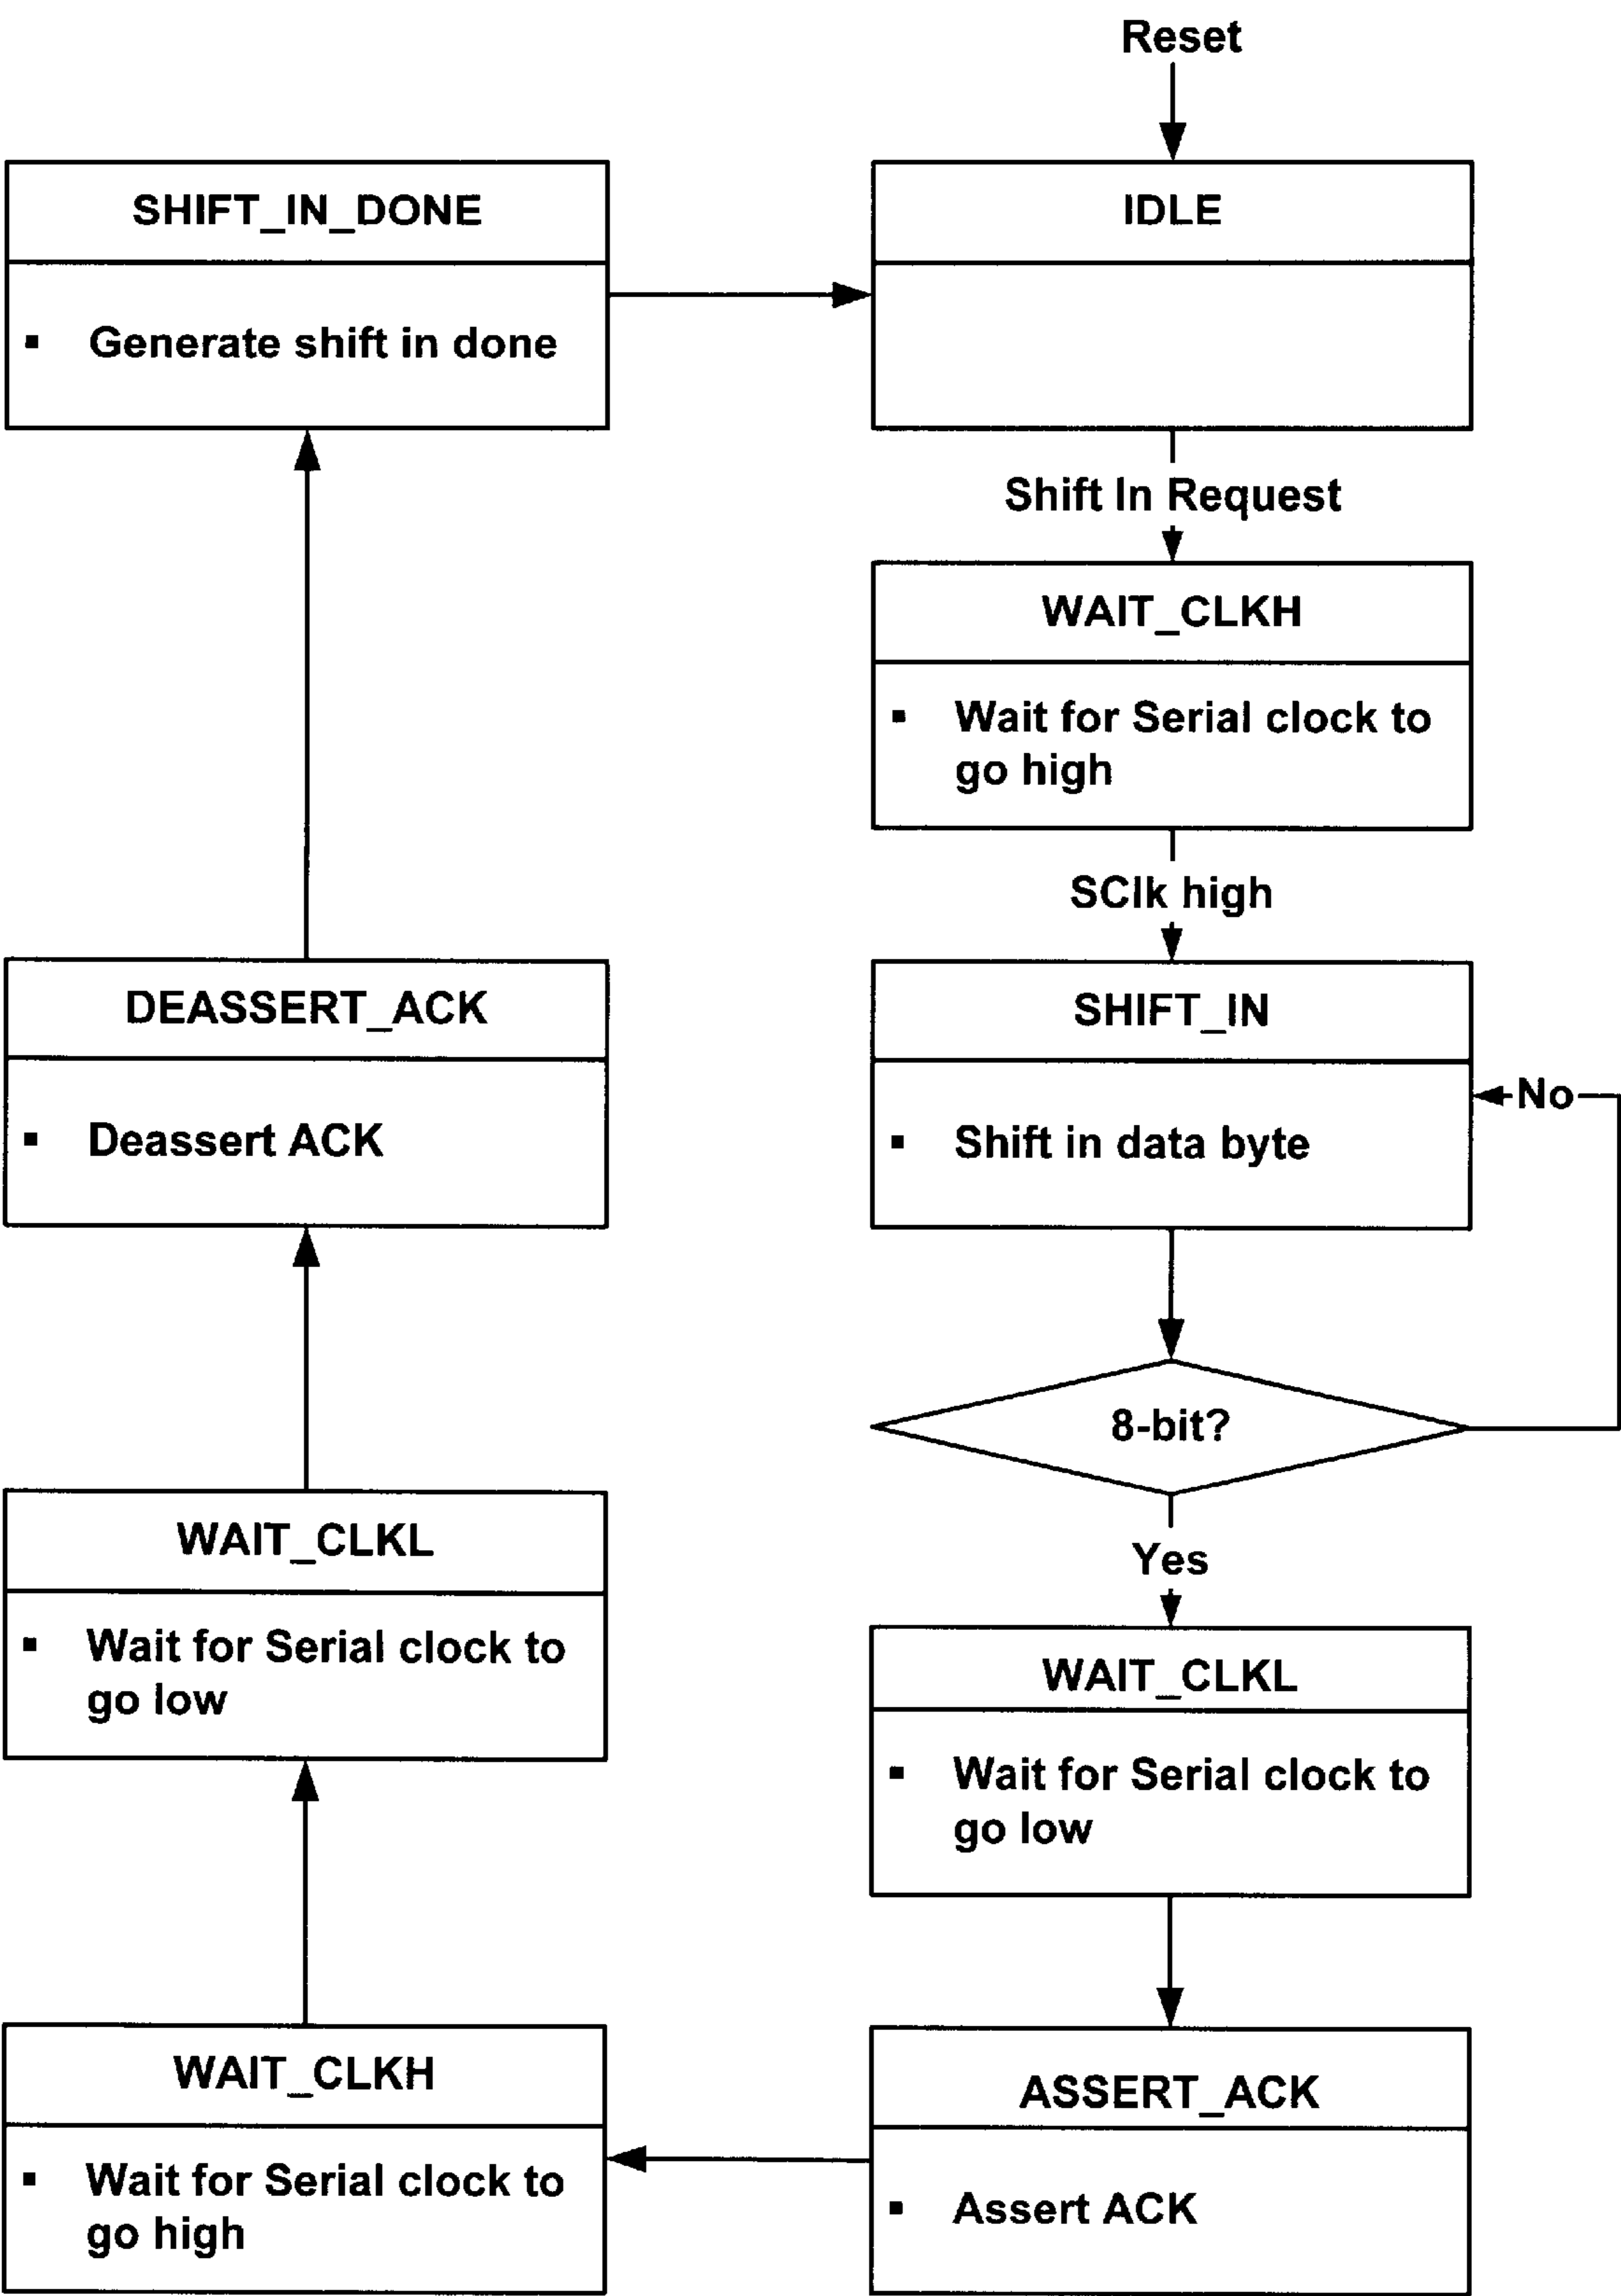 Reset
IDLE
Shift In Request
WAIT_CLKH
▪ Wait for Serial clock to
go high
SClk high
SHIFT_IN
▪ Shift in data byte
No
8-bit?
Yes
WAIT_CLKL
▪ Wait for Serial clock to
go low
ASSERT_ACK
▪ Assert ACK
WAIT_CLKH
▪ Wait for Serial clock to
go high
WAIT_CLKL
▪ Wait for Serial clock to
go low
DEASSERT_ACK
▪ Deassert ACK
SHIFT_IN_DONE
▪ Generate shift in done